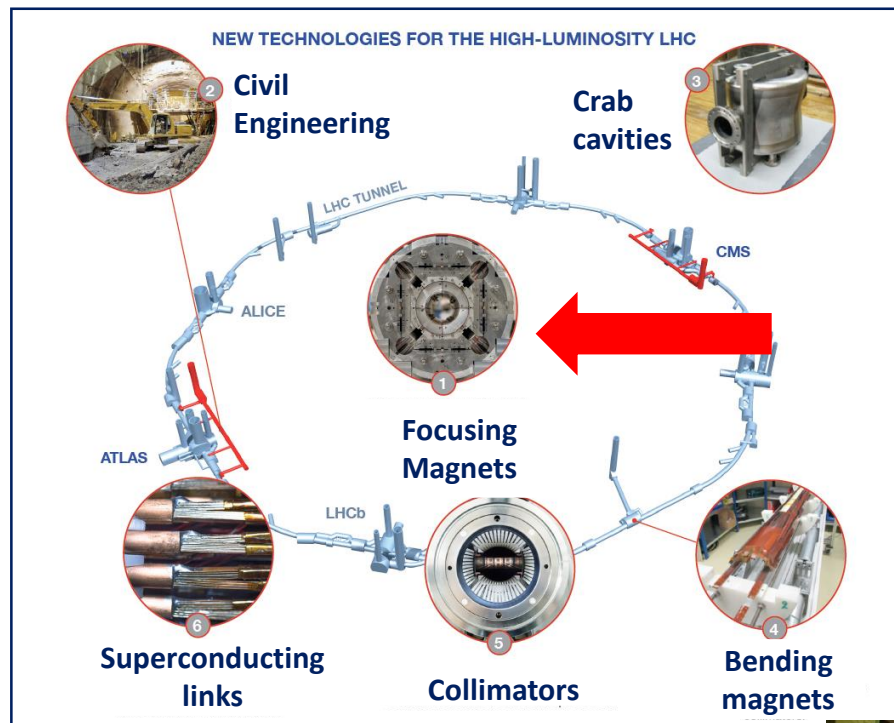 NEW TECHNOLOGIES FOR THE HIGH-LUMINOSITY LHC
2
Civil
Engineering
3
Crab
cavities
LHC TUNNEL
CMS
ALICE
1
Focusing
Magnets
ATLAS
LHCb
6
Superconducting
links
5
Collimators
2
4
Bending
magnets